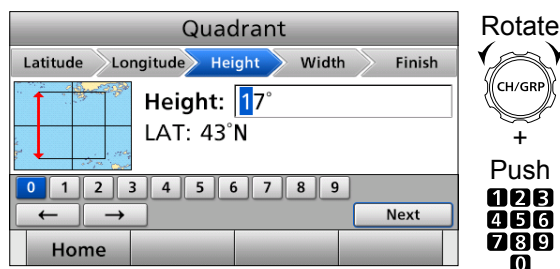 Quadrant
Latitude Longitude Height Width Finish
Height: 17°
LAT: 43°N
0 1 2 3 4 5 6 7 8 9
← → Next
Home
Rotate
CH/GRP
+
Push
1 2 3
4 5 6
7 8 9
0